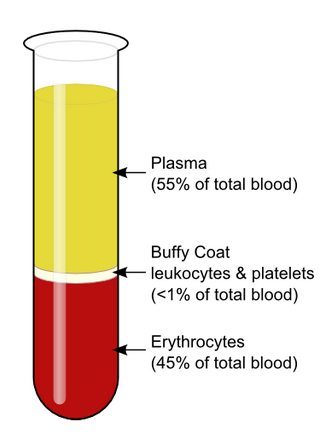 Plasma
(55% of total blood)
Buffy Coat
leukocytes & platelets
(<1% of total blood)
Erythrocytes
(45% of total blood)